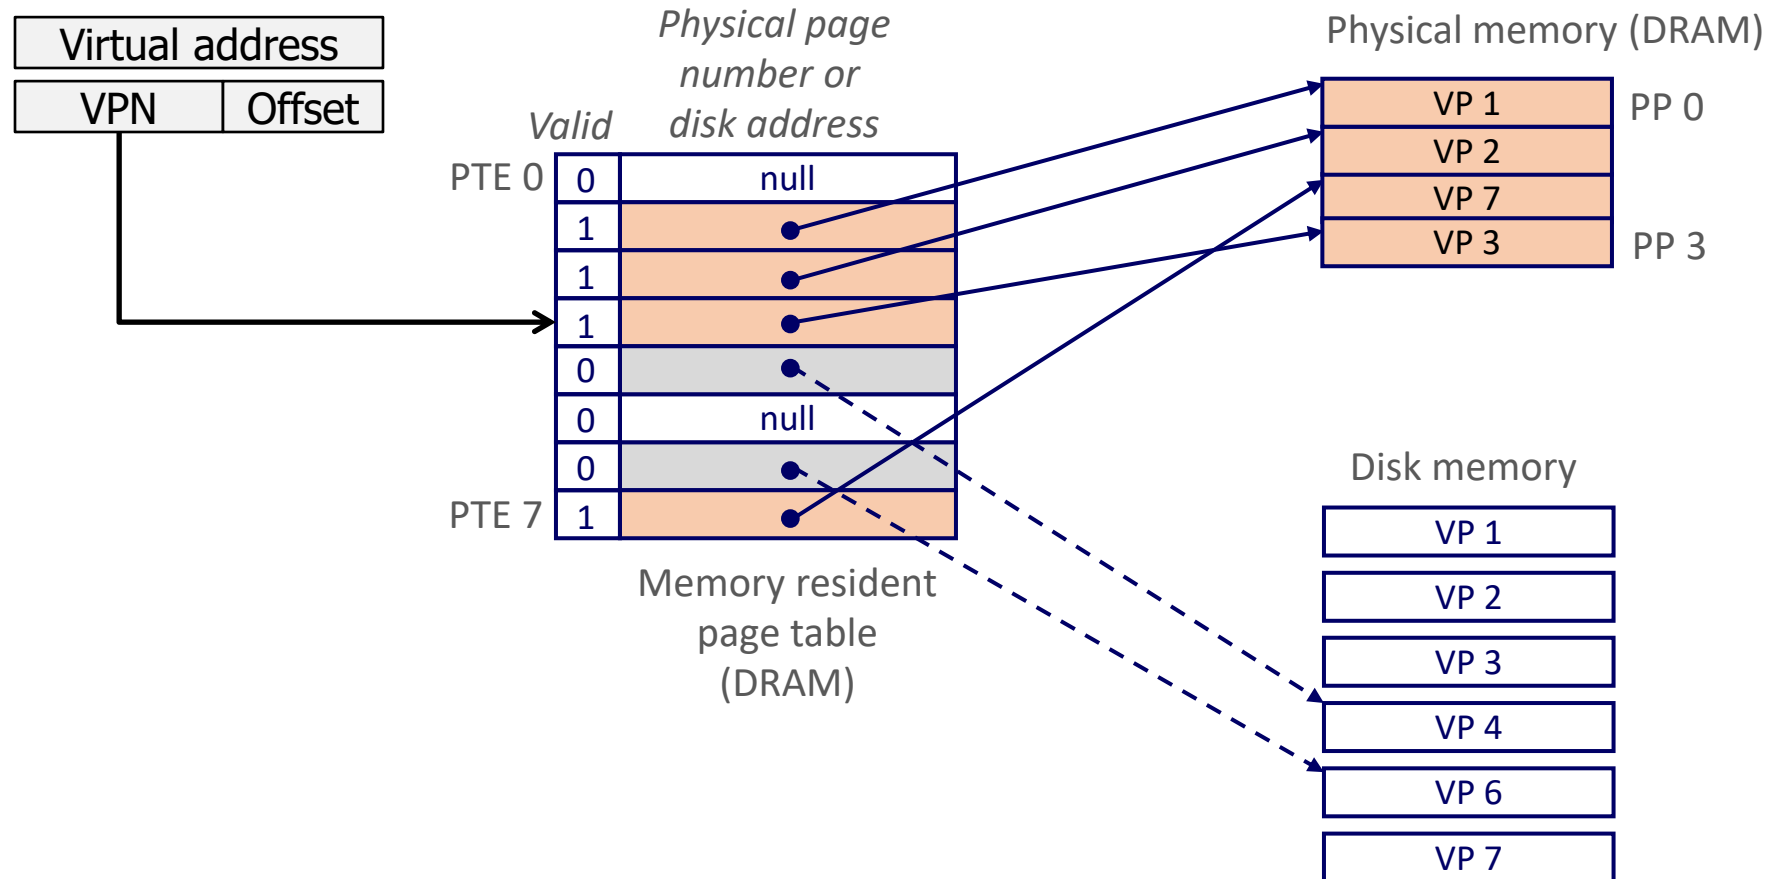 Virtual address
VPN Offset
Physical page
number or
disk address
Valid
PTE 0 0 null
1
1
1
0
0 null
0
PTE 7 1
Memory resident
page table
(DRAM)
Physical memory (DRAM)
VP 1 PP 0
VP 2
VP 7
VP 3 PP 3
Disk memory
VP 1
VP 2
VP 3
VP 4
VP 6
VP 7